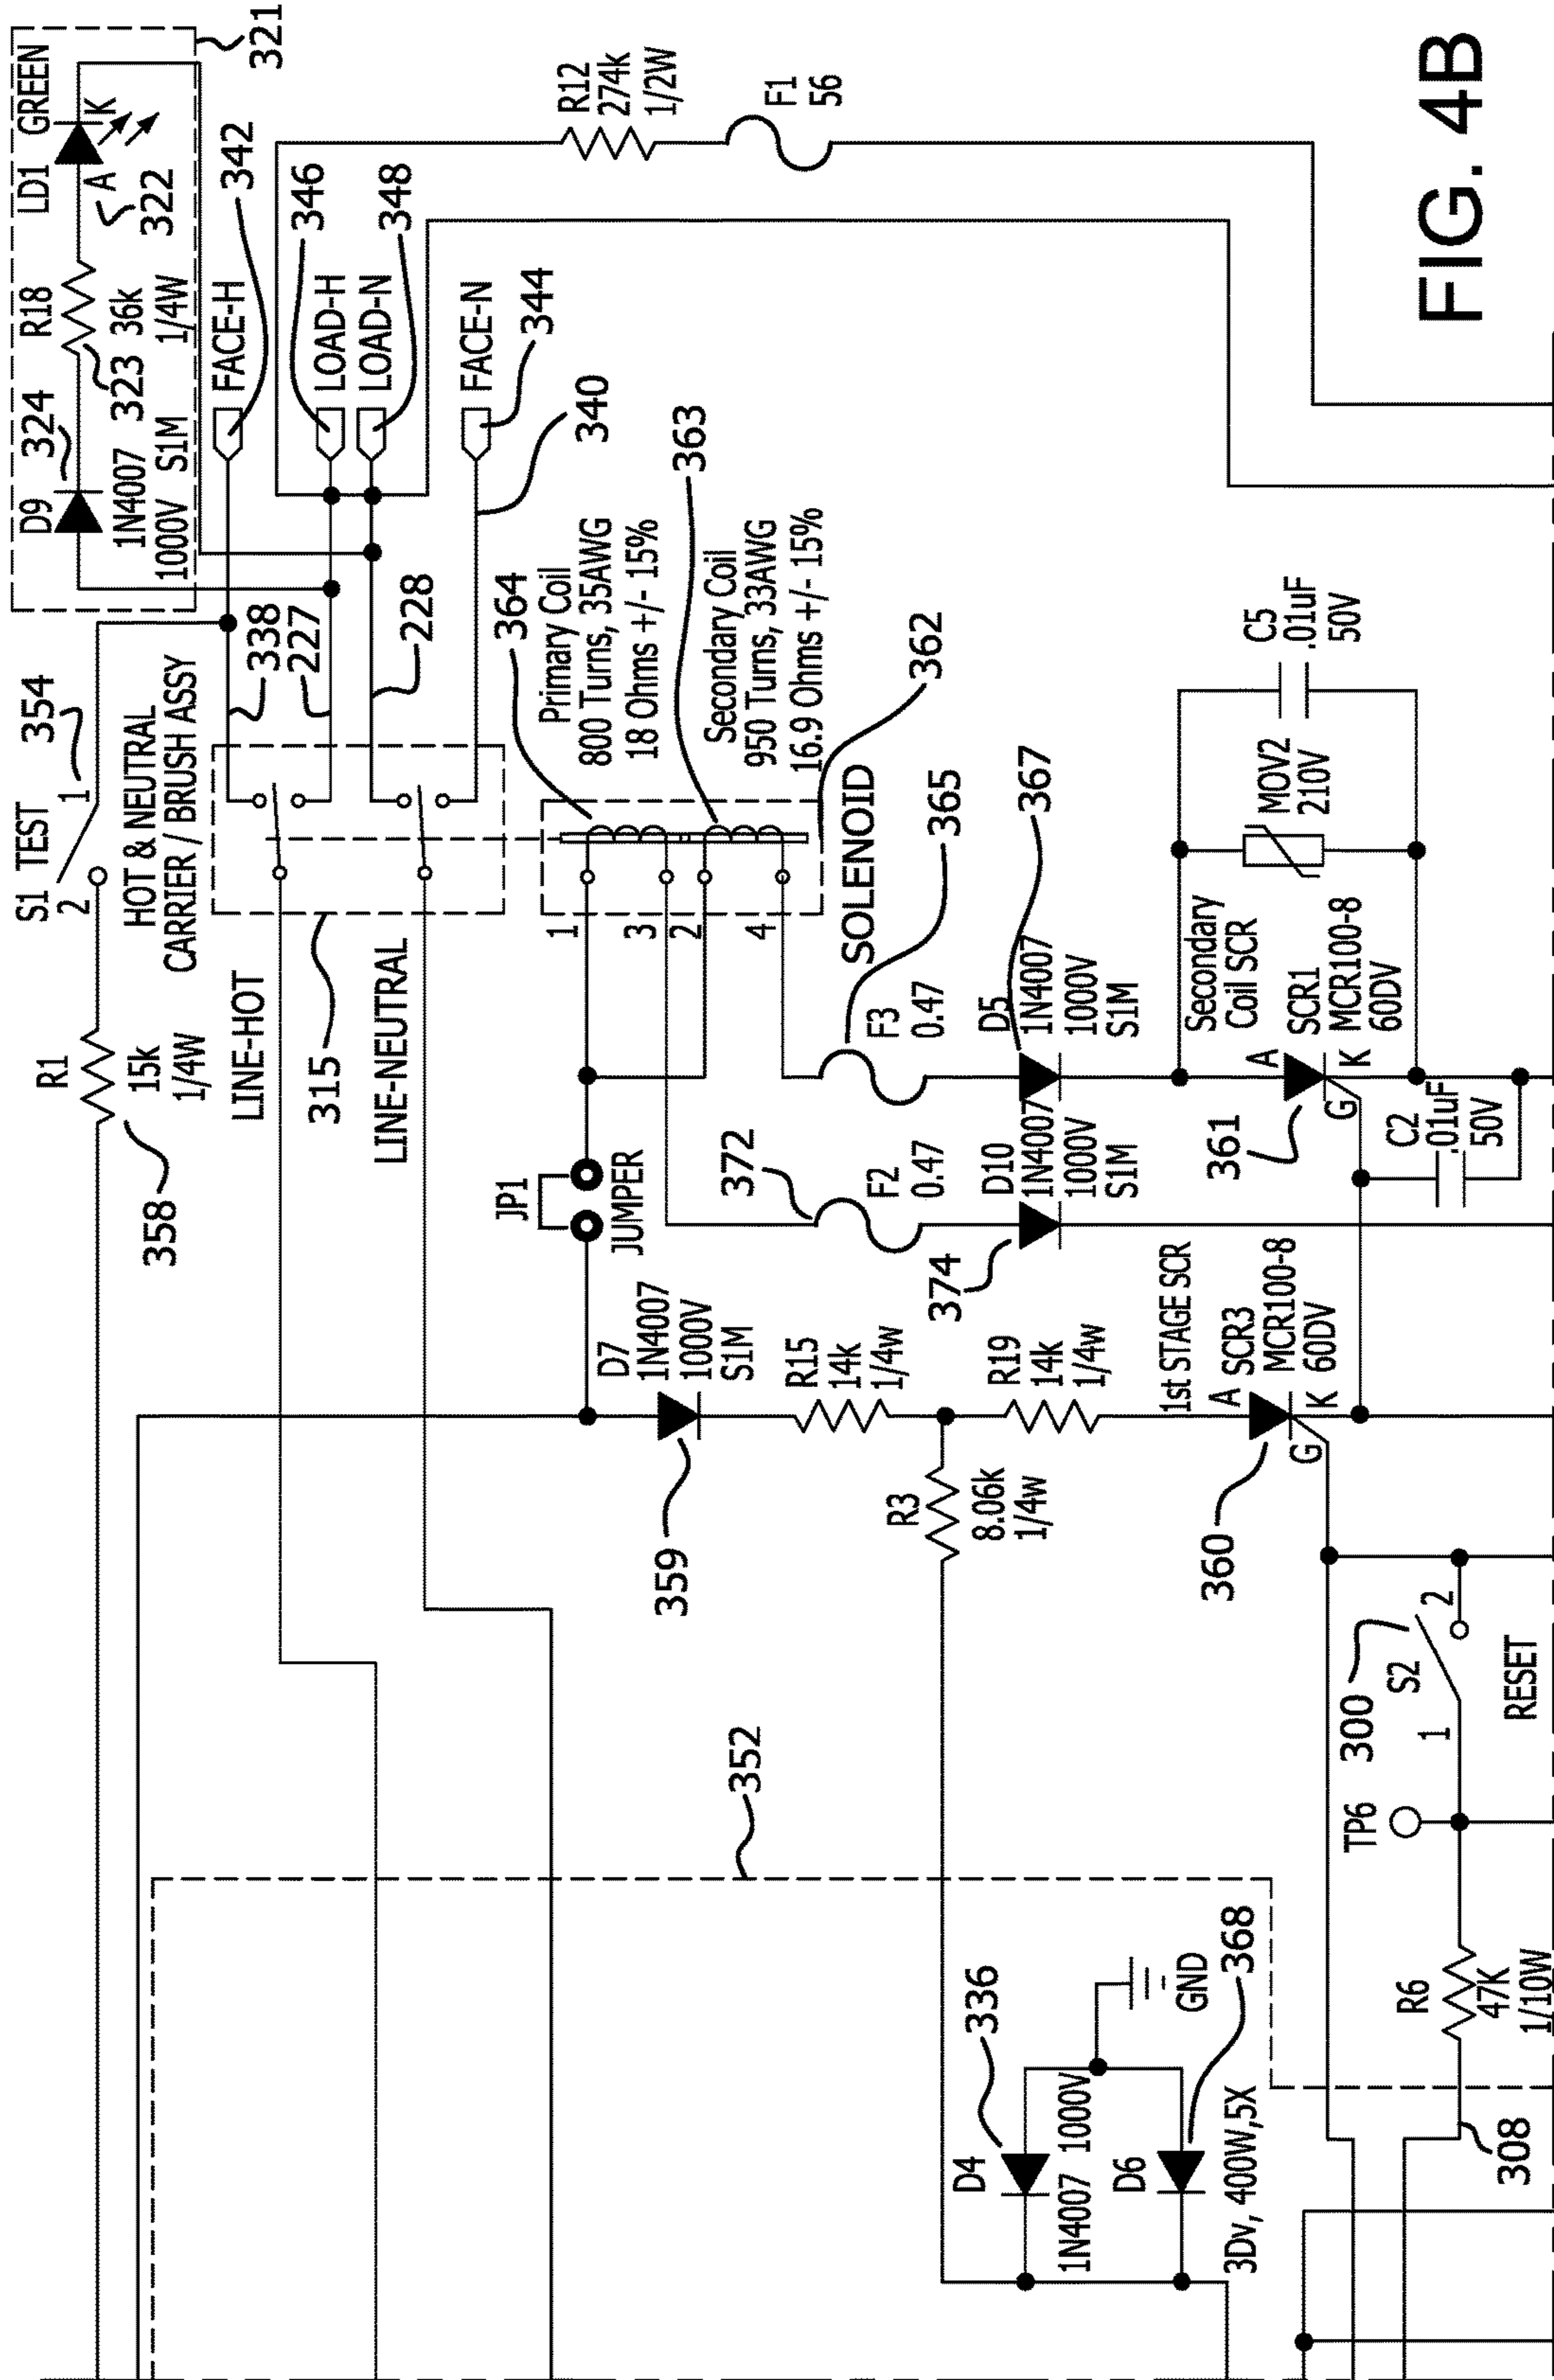 354
S1 TEST
2
1
R1
15k
1/4W
358
HOT & NEUTRAL
CARRIER / BRUSH ASSY
D9
324
R18
LD1
GREEN
1N4007
1000V
S1M
323
36k
1/4W
A
K
322
321
LINE-HOT
315
LINE-NEUTRAL
338
227
228
FACE-H
342
LOAD-H
346
LOAD-N
348
FACE-N
344
340
R12
274k
1/2W
F1
56
JP1
JUMPER
1
3
2
4
SOLENOID
364
Primary Coil
800 Turns, 35AWG
18 Ohms +/- 15%
363
Secondary Coil
950 Turns, 33AWG
16.9 Ohms +/- 15%
362
352
D7
1N4007
1000V
S1M
359
R15
14k
1/4w
R3
8.06k
1/4w
R19
14k
1/4w
372
F2
0.47
365
F3
0.47
374
D10
1N4007
1000V
S1M
D5
1N4007
1000V
S1M
367
1st STAGE SCR
A
SCR3
MCR100-8
60DV
K
G
360
Secondary
Coil SCR
A
SCR1
MCR100-8
60DV
K
G
361
MOV2
210V
C5
.01uF
50V
C2
.01uF
50V
D4
336
1N4007 1000V
GND
D6
368
3Dv, 400W,5X
308
R6
47K
1/10W
TP6
300
S2
1
2
RESET
FIG. 4B